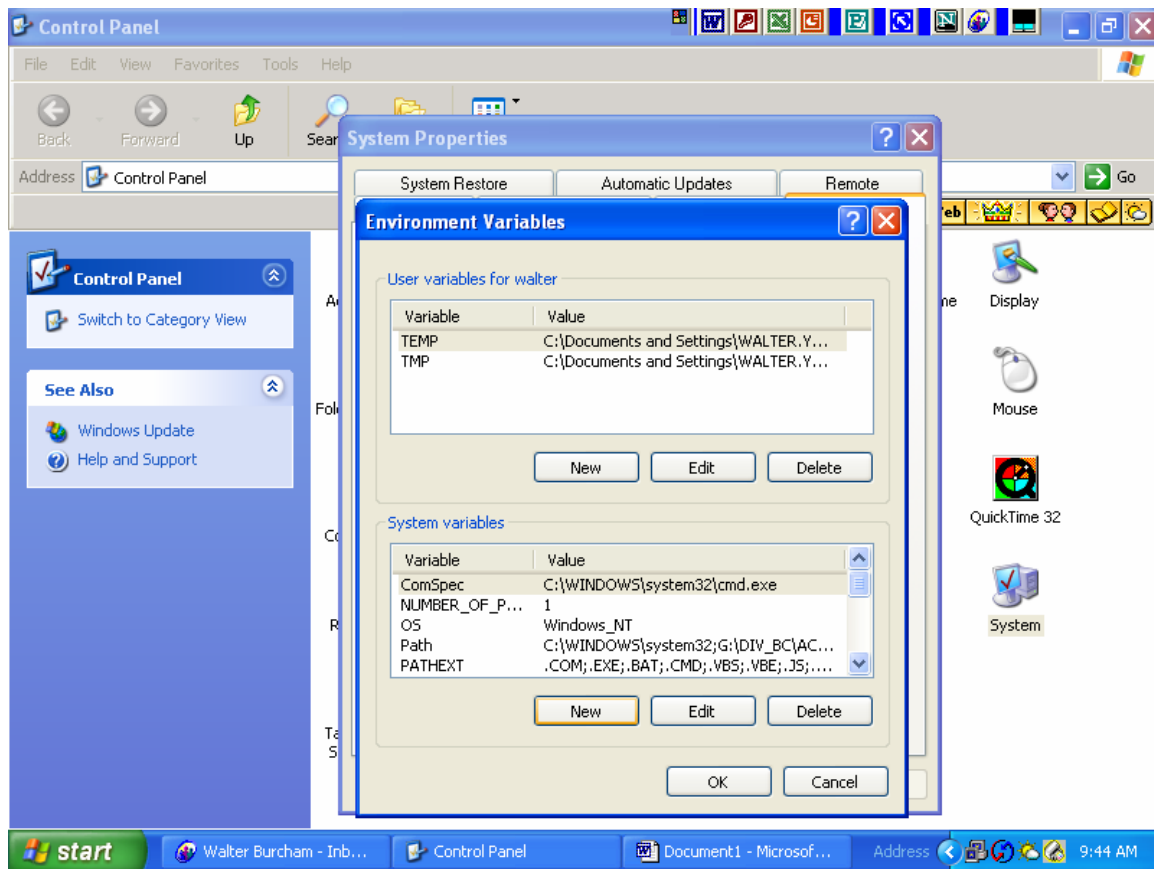 Control Panel
File Edit View Favorites Tools Help
Back Forward Up Sear
System Properties
Address Control Panel Go
System Restore Automatic Updates Remote
Environment Variables
eb
Control Panel
Switch to Category View
See Also
Windows Update
Help and Support
User variables for walter
Variable Value
TEMP C:\Documents and Settings\WALTER.Y...
TMP C:\Documents and Settings\WALTER.Y...
New Edit Delete
System variables
Variable Value
ComSpec C:\WINDOWS\system32\cmd.exe
NUMBER_OF_P... 1
OS Windows_NT
Path C:\WINDOWS\system32;G:\DIV_BC\AC...
PATHEXT .COM;.EXE;.BAT;.CMD;.VBS;.VBE;.JS;....
New Edit Delete
OK Cancel
Display
Mouse
QuickTime 32
System
start Walter Burcham - Inb... Control Panel Document1 - Microsof... Address 9:44 AM